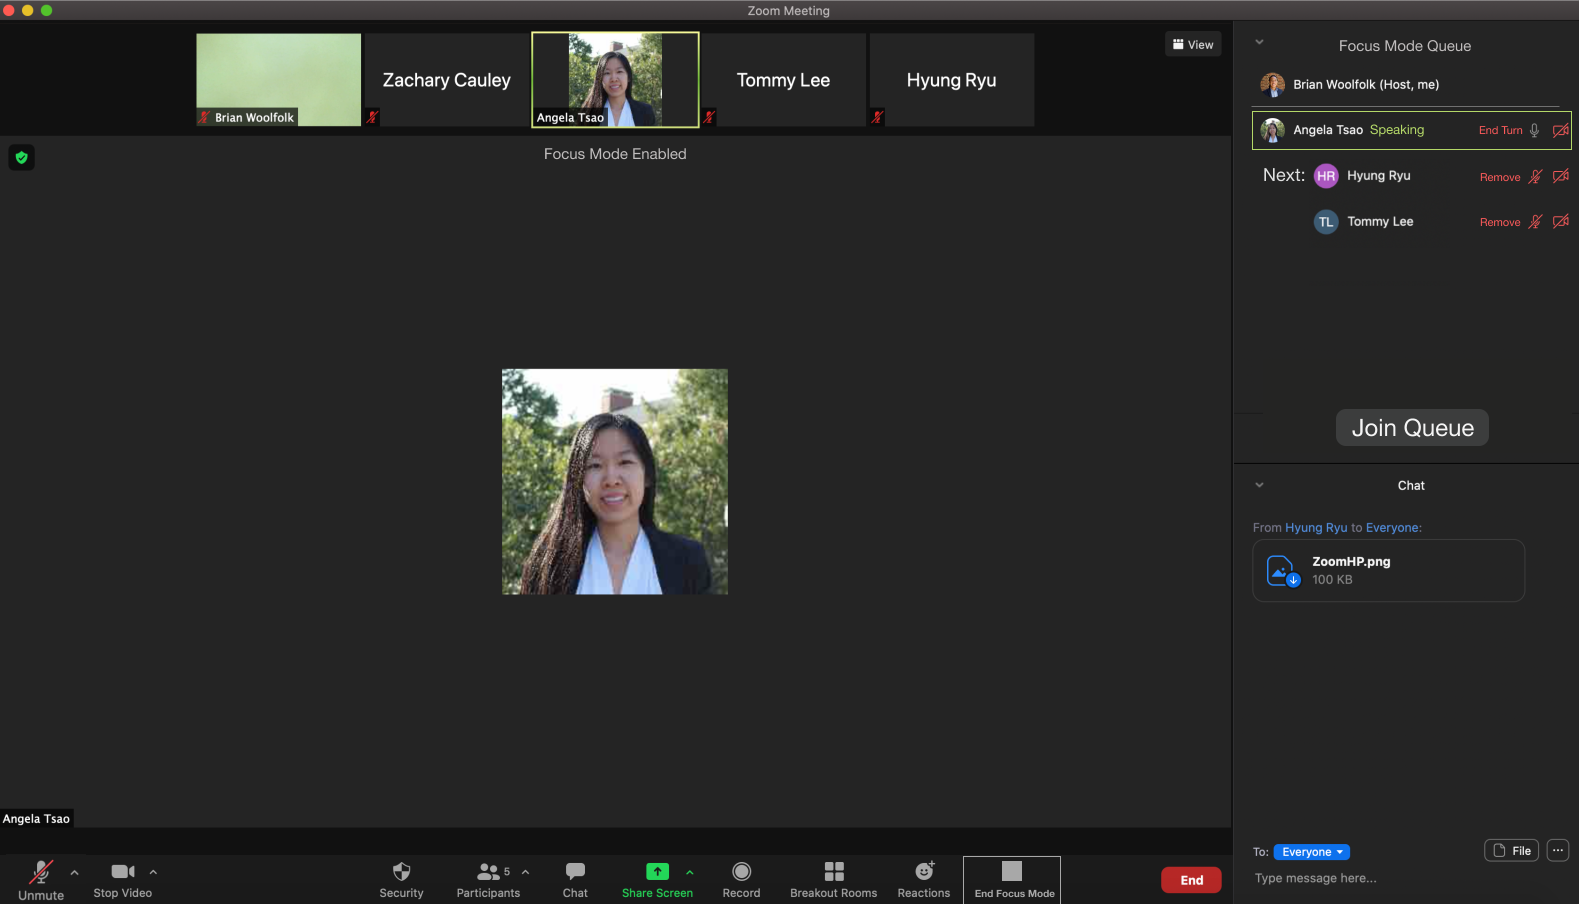 Zoom Meeting
Brian Woolfolk
Zachary Cauley
Angela Tsao
Tommy Lee
Hyung Ryu
View
Focus Mode Enabled
Angela Tsao
Focus Mode Queue
Brian Woolfolk (Host, me)
Angela Tsao Speaking End Turn
Next: HR Hyung Ryu Remove
TL Tommy Lee Remove
Join Queue
Chat
From Hyung Ryu to Everyone:
ZoomHP.png
100 KB
To: Everyone File ...
Type message here...
Unmute
Stop Video
Security
5
Participants
Chat
Share Screen
Record
Breakout Rooms
Reactions
End Focus Mode
End